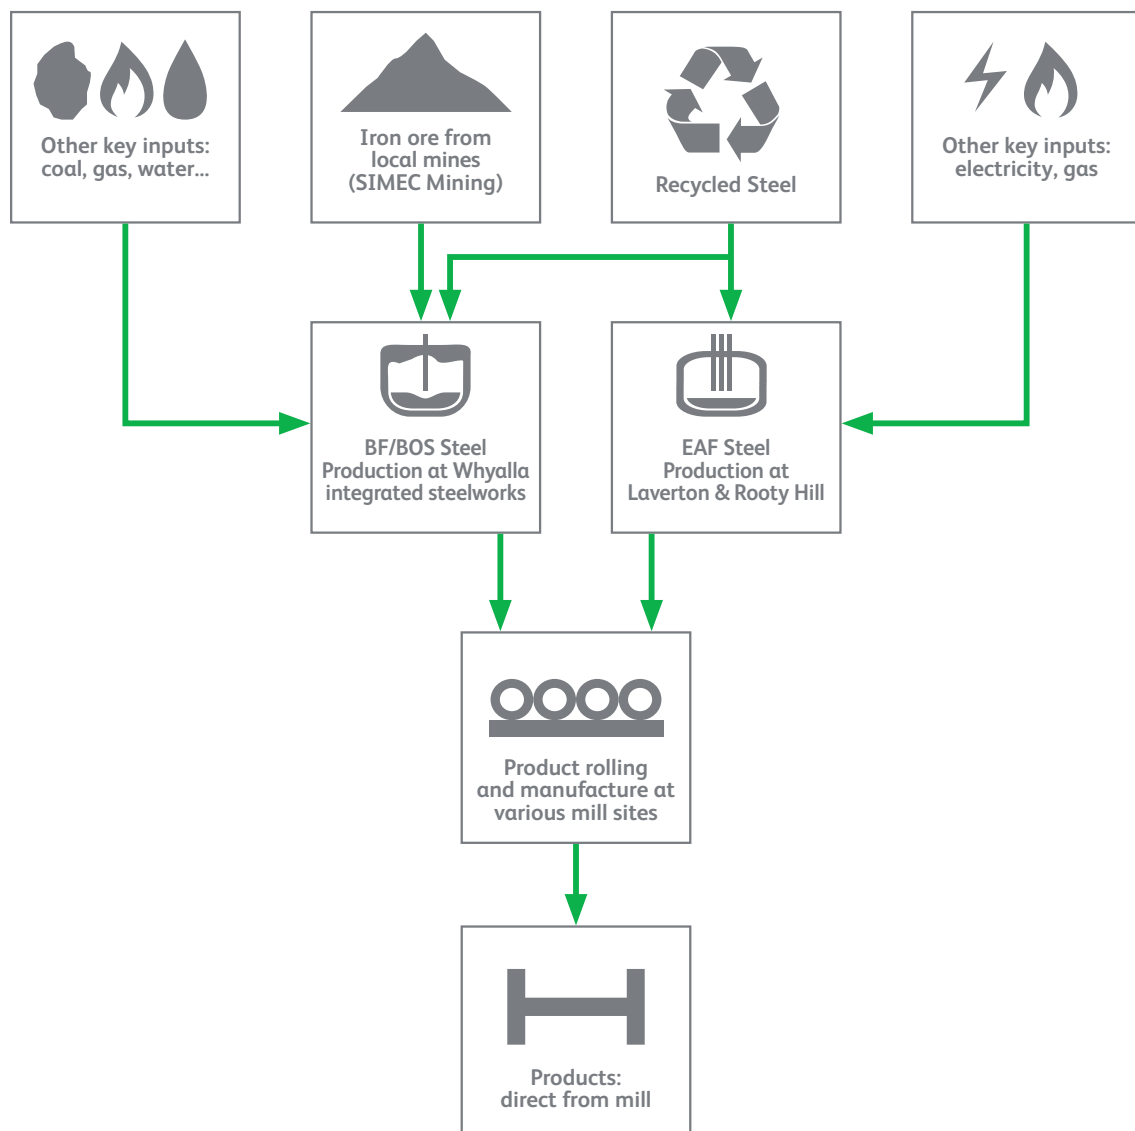 Other key inputs:
coal, gas, water...
Iron ore from
local mines
(SIMEC Mining)
Recycled Steel
Other key inputs:
electricity, gas
BF/BOS Steel
Production at Whyalla
integrated steelworks
EAF Steel
Production at
Laverton & Rooty Hill
Product rolling
and manufacture at
various mill sites
Products:
direct from mill